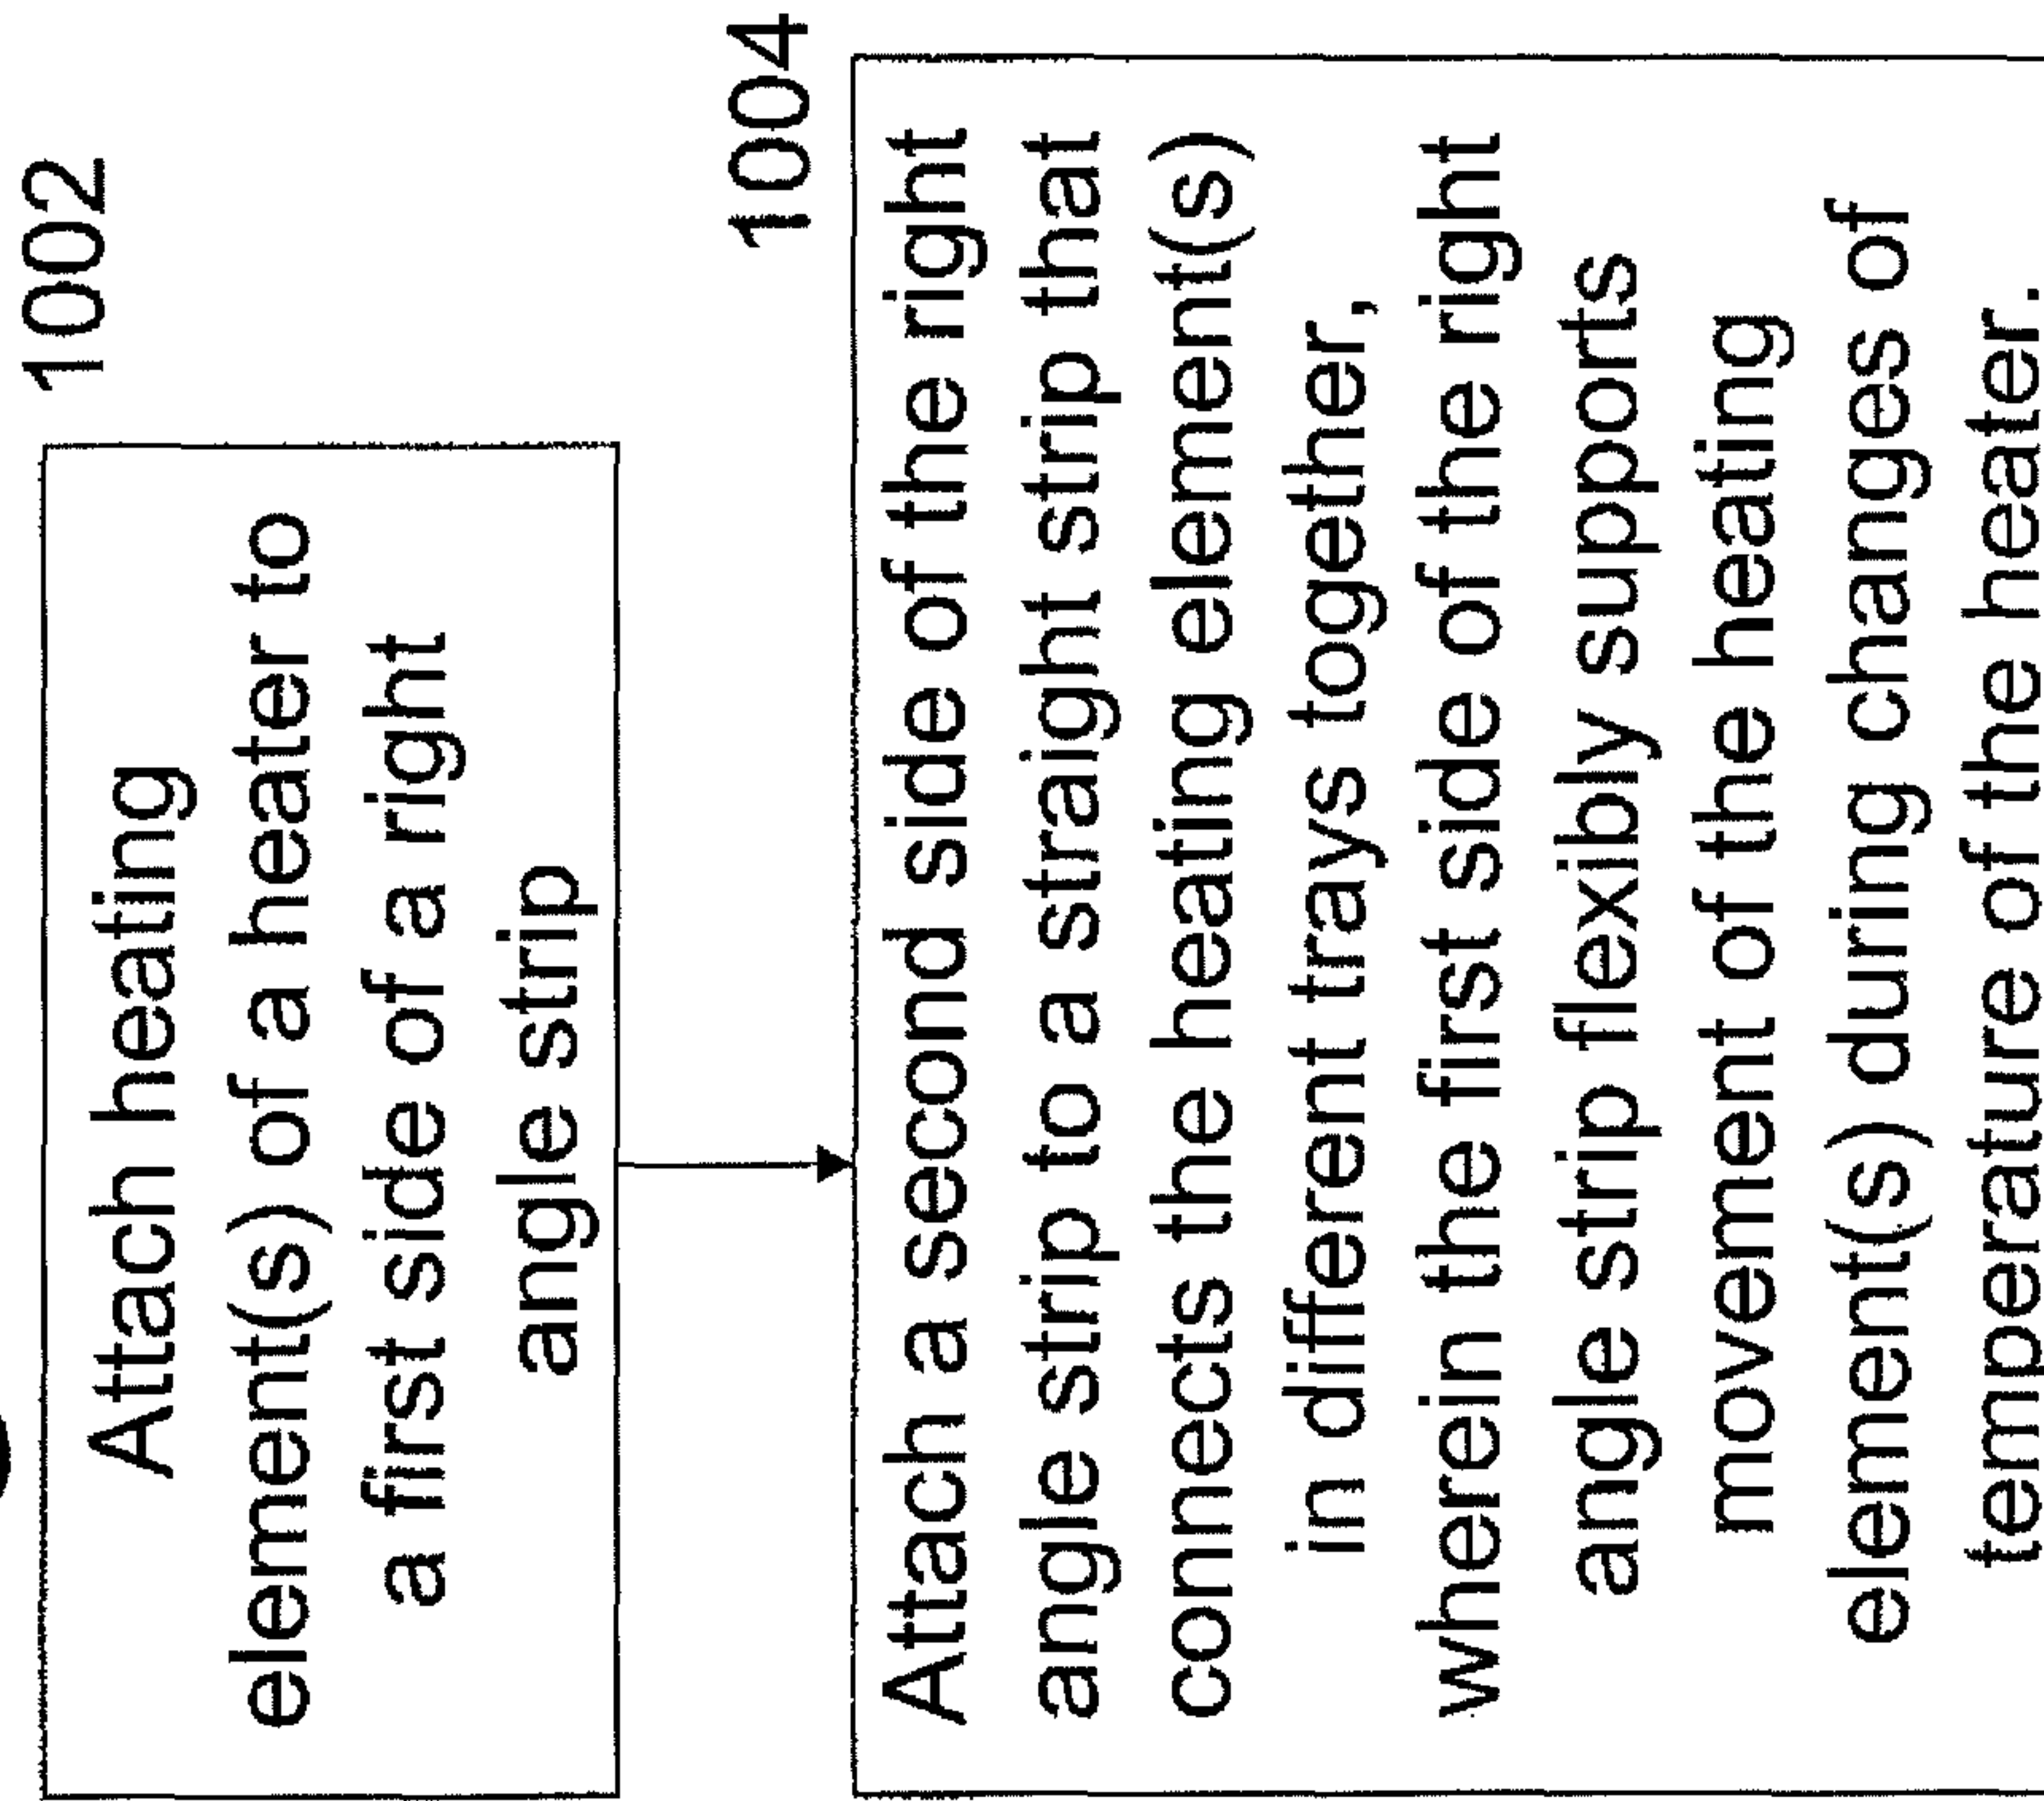 1002
Attach heating
element(s) of a heater to
a first side of a right
angle strip
1004
Attach a second side of the right
angle strip to a straight strip that
connects the heating element(s)
in different trays together,
wherein the first side of the right
angle strip flexibly supports
movement of the heating
element(s) during changes of
temperature of the heater.